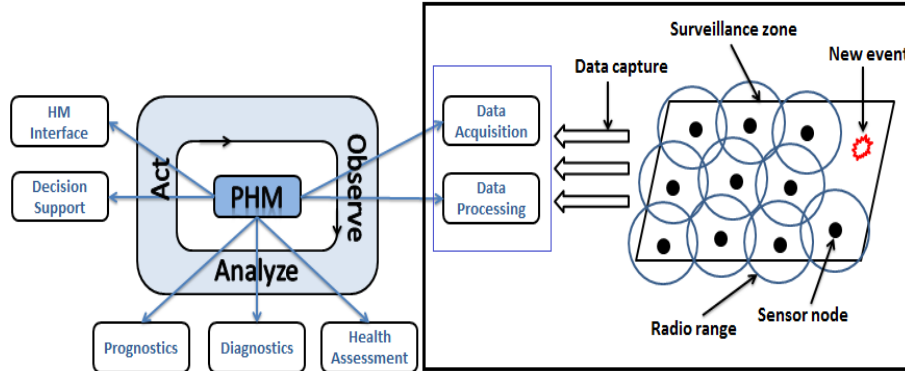 Surveillance zone
New event
Data capture
HM
Interface
Decision
Support
Act
PHM
Observe
Analyze
Data
Acquisition
Data
Processing
Prognostics
Diagnostics
Health
Assessment
Radio range
Sensor node